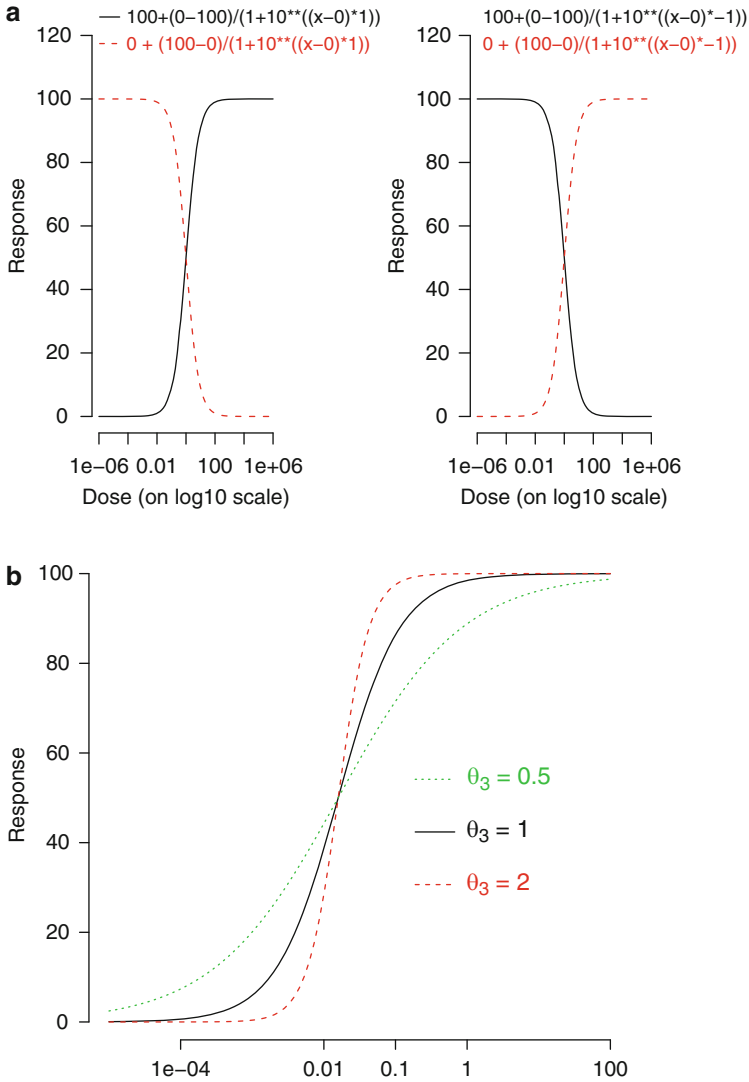 a
100+(0−100)/(1+10**((x−0)*1))
0 + (100−0)/(1+10**((x−0)*1))
120
100
80
60
40
20
0
Response
1e−06 0.01 100 1e+06
Dose (on log10 scale)
100+(0−100)/(1+10**((x−0)*−1))
0 + (100−0)/(1+10**((x−0)*−1))
120
100
80
60
40
20
0
Response
1e−06 0.01 100 1e+06
Dose (on log10 scale)
b
100
80
60
40
20
0
Response
θ3 = 0.5
θ3 = 1
θ3 = 2
1e−04 0.01 0.1 1 100